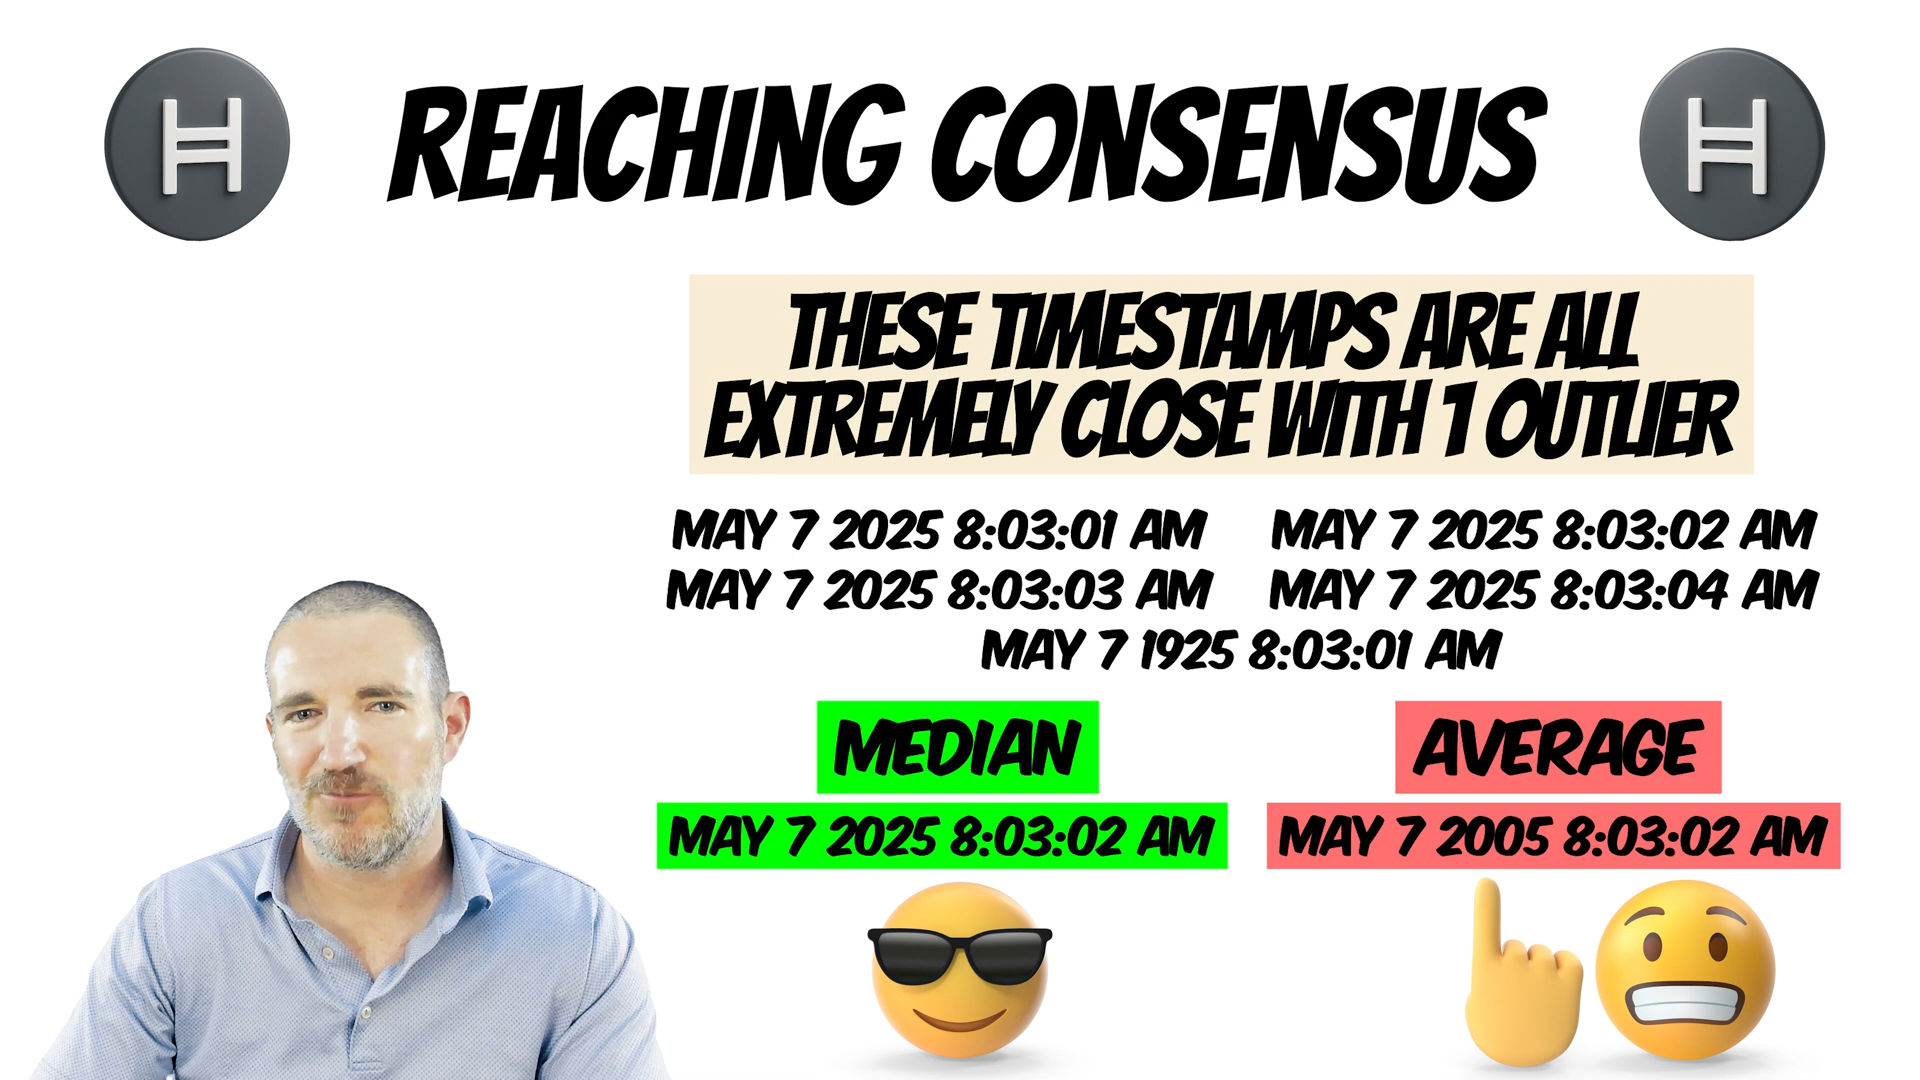 REACHING CONSENSUS
THESE TIMESTAMPS ARE ALL
EXTREMELY CLOSE WITH 1 OUTLIER
MAY 7 2025 8:03:01 AM
MAY 7 2025 8:03:02 AM
MAY 7 2025 8:03:03 AM
MAY 7 2025 8:03:04 AM
MAY 7 1925 8:03:01 AM
MEDIAN
AVERAGE
MAY 7 2025 8:03:02 AM
MAY 7 2005 8:03:02 AM